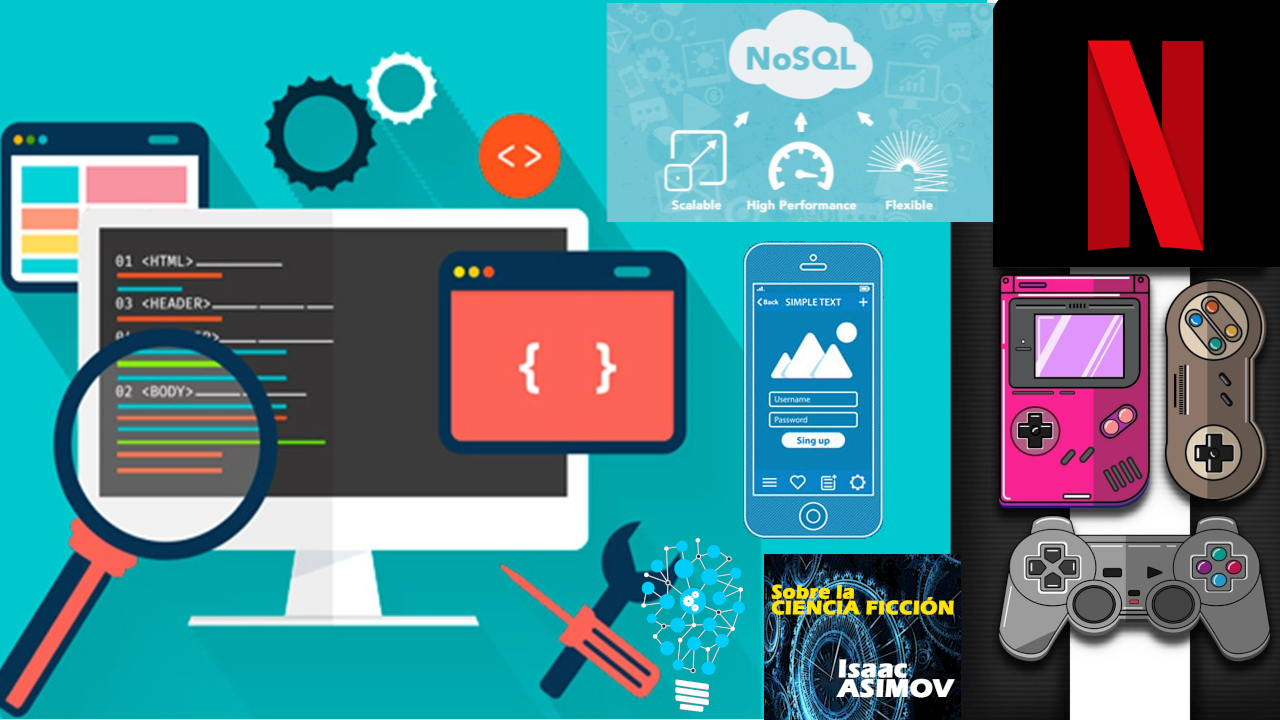 NoSQL
Scalable
High Performance
Flexible
N
< >
01 <HTML>
03 <HEADER>
02 <BODY>
{ }
Back
SIMPLE TEXT
+
Username
Password
Sing up
Sobre la
CIENCIA FICCIÓN
Isaac
ASIMOV